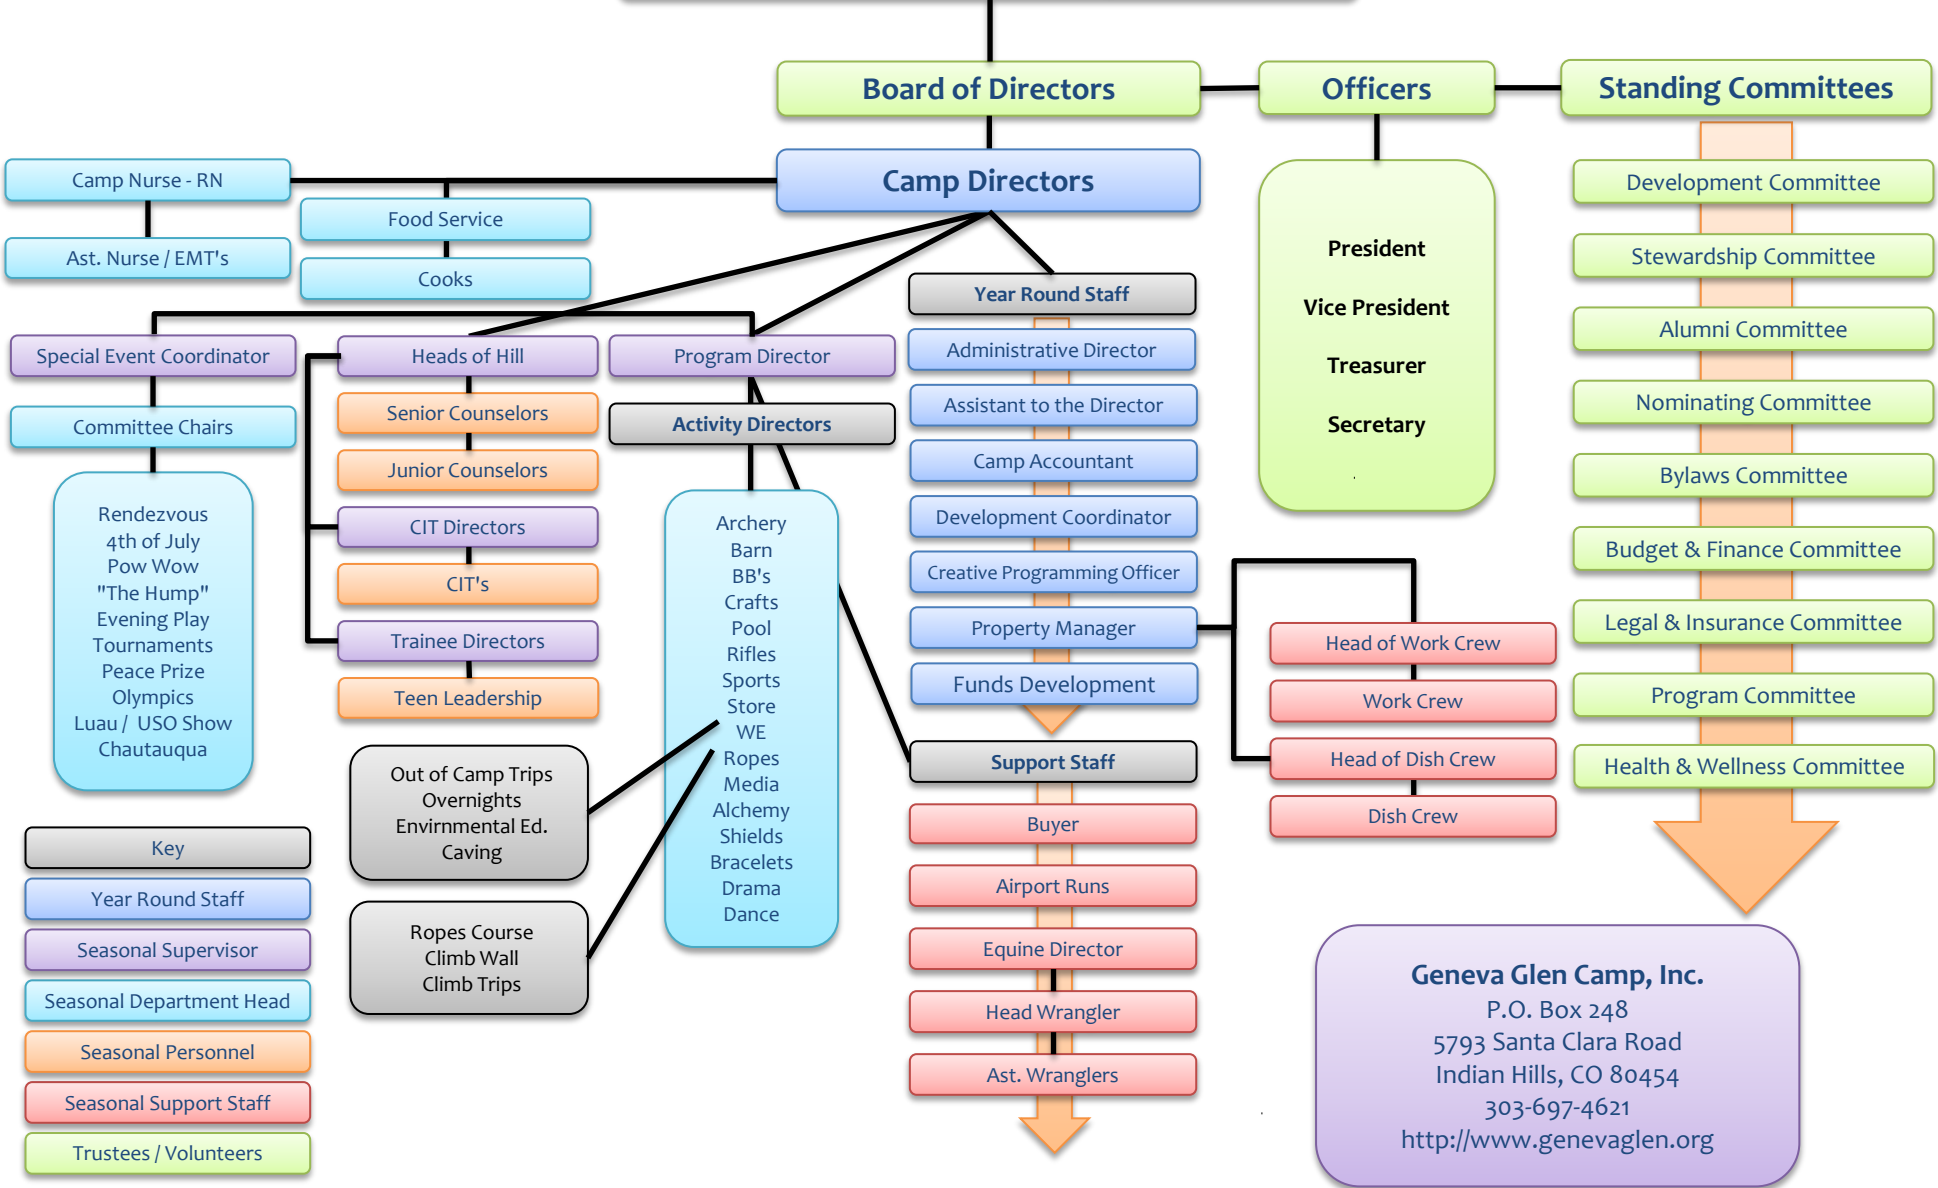 Board of Directors
Officers
Standing Committees
Camp Directors
Camp Nurse - RN
Ast. Nurse / EMT's
Food Service
Cooks
Special Event Coordinator
Committee Chairs
Rendezvous
4th of July
Pow Wow
"The Hump"
Evening Play
Tournaments
Peace Prize
Olympics
Luau / USO Show
Chautauqua
Heads of Hill
Senior Counselors
Junior Counselors
CIT Directors
CIT's
Trainee Directors
Teen Leadership
Program Director
Activity Directors
Archery
Barn
BB's
Crafts
Pool
Rifles
Sports
Store
WE
Ropes
Media
Alchemy
Shields
Bracelets
Drama
Dance
Out of Camp Trips
Overnights
Envirnmental Ed.
Caving
Ropes Course
Climb Wall
Climb Trips
Year Round Staff
Administrative Director
Assistant to the Director
Camp Accountant
Development Coordinator
Creative Programming Officer
Property Manager
Funds Development
Support Staff
Buyer
Airport Runs
Equine Director
Head Wrangler
Ast. Wranglers
President
Vice President
Treasurer
Secretary
Head of Work Crew
Work Crew
Head of Dish Crew
Dish Crew
Development Committee
Stewardship Committee
Alumni Committee
Nominating Committee
Bylaws Committee
Budget & Finance Committee
Legal & Insurance Committee
Program Committee
Health & Wellness Committee
Key
Year Round Staff
Seasonal Supervisor
Seasonal Department Head
Seasonal Personnel
Seasonal Support Staff
Trustees / Volunteers
Geneva Glen Camp, Inc.
P.O. Box 248
5793 Santa Clara Road
Indian Hills, CO 80454
303-697-4621
http://www.genevaglen.org